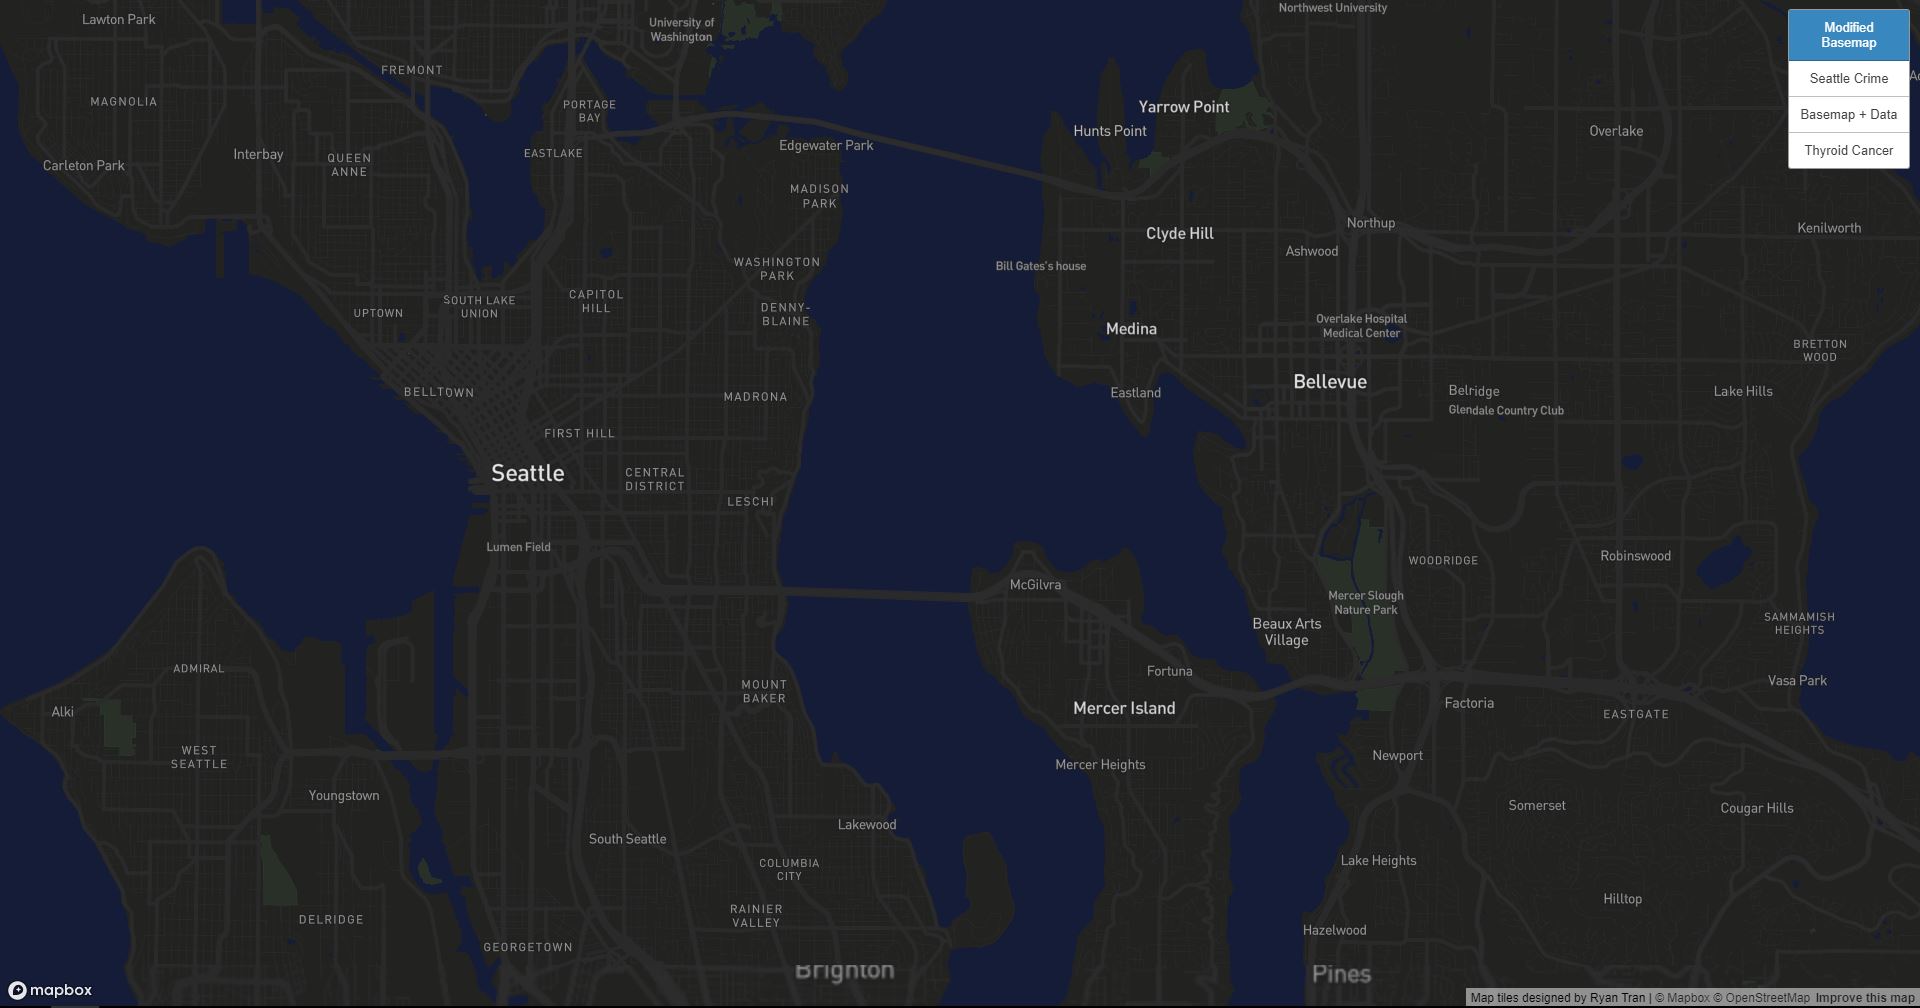 Lawton Park
University of
Washington
Northwest University
Modified
Basemap
FREMONT
Seattle Crime
MAGNOLIA
PORTAGE
BAY
Yarrow Point
Basemap + Data
Hunts Point
Overlake
Edgewater Park
Carleton Park
Interbay
QUEEN
ANNE
EASTLAKE
Thyroid Cancer
MADISON
PARK
Clyde Hill
Northup
Kenilworth
Ashwood
WASHINGTON
PARK
Bill Gates's house
SOUTH LAKE
UNION
CAPITOL
HILL
UPTOWN
DENNY-
BLAINE
Medina
Overlake Hospital
Medical Center
BRETTON
WOOD
BELLTOWN
MADRONA
Eastland
Bellevue
Belridge
Glendale Country Club
Lake Hills
FIRST HILL
Seattle
CENTRAL
DISTRICT
LESCHI
Lumen Field
McGilvra
WOODRIDGE
Robinswood
Mercer Slough
Nature Park
Beaux Arts
Village
SAMMAMISH
HEIGHTS
ADMIRAL
MOUNT
BAKER
Fortuna
Vasa Park
Alki
Mercer Island
Factoria
EASTGATE
WEST
SEATTLE
Mercer Heights
Newport
Youngstown
Somerset
Cougar Hills
South Seattle
Lakewood
COLUMBIA
CITY
Lake Heights
Hilltop
DELRIDGE
RAINIER
VALLEY
Hazelwood
GEORGETOWN
Brighton
Pines
mapbox
Map tiles designed by Ryan Tran | © Mapbox © OpenStreetMap Improve this map